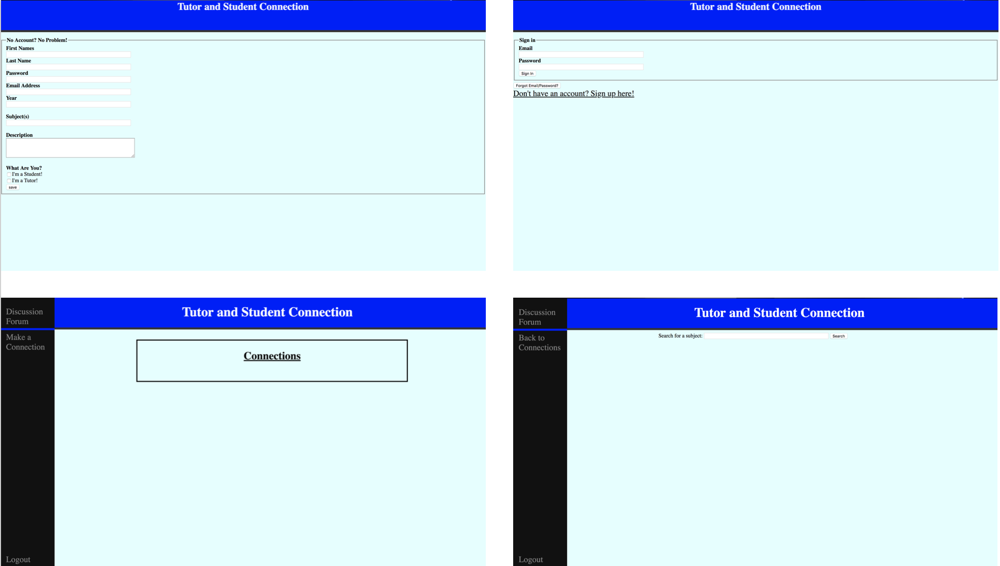 Tutor and Student Connection
No Account? No Problem!
First Names
Last Name
Password
Email Address
Year
Subject(s)
Description
What Are You?
I'm a Student!
I'm a Tutor!
save
Tutor and Student Connection
Sign in
Email
Password
Sign In
Forgot Email/Password?
Don't have an account? Sign up here!
Discussion
Forum
Make a
Connection
Logout
Tutor and Student Connection
Connections
Discussion
Forum
Back to
Connections
Logout
Tutor and Student Connection
Search for a subject: Search